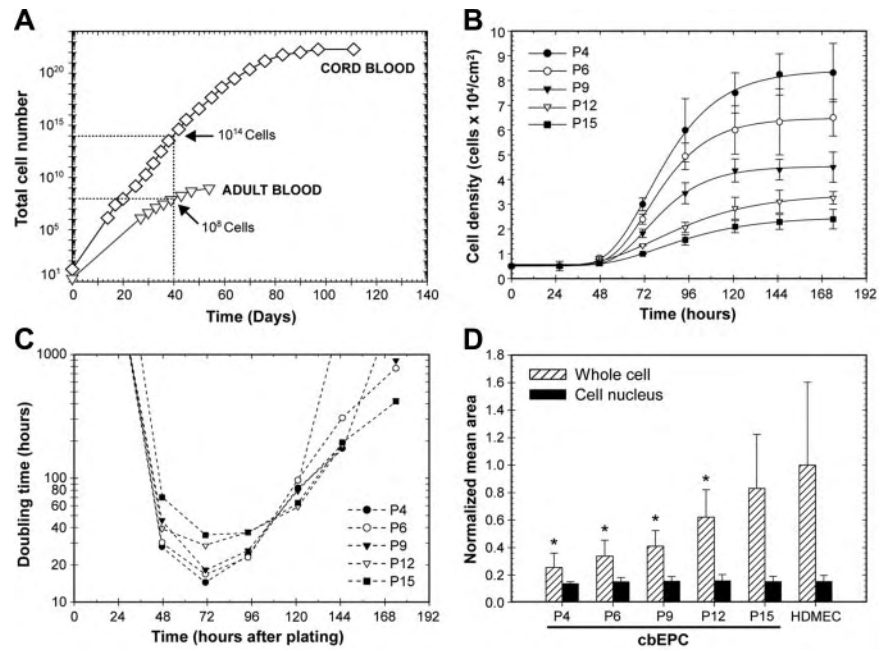 A
Total cell number
10^20
10^15
10^10
10^7
10^5
10^1
CORD BLOOD
10^14 Cells
ADULT BLOOD
10^8 Cells
0 20 40 60 80 100 120 140
Time (Days)
B
Cell density (cells x 10^4/cm^2)
10
9
8
7
6
5
4
3
2
1
0
P4
P6
P9
P12
P15
0 24 48 72 96 120 144 168 192
Time (hours)
C
Doubling time (hours)
1000
100
80
60
40
20
10
P4
P6
P9
P12
P15
0 24 48 72 96 120 144 168 192
Time (hours after plating)
D
Normalized mean area
1.8
1.6
1.4
1.2
1.0
0.8
0.6
0.4
0.2
0.0
Whole cell
Cell nucleus
* * * *
P4 P6 P9 P12 P15 HDMEC
cbEPC